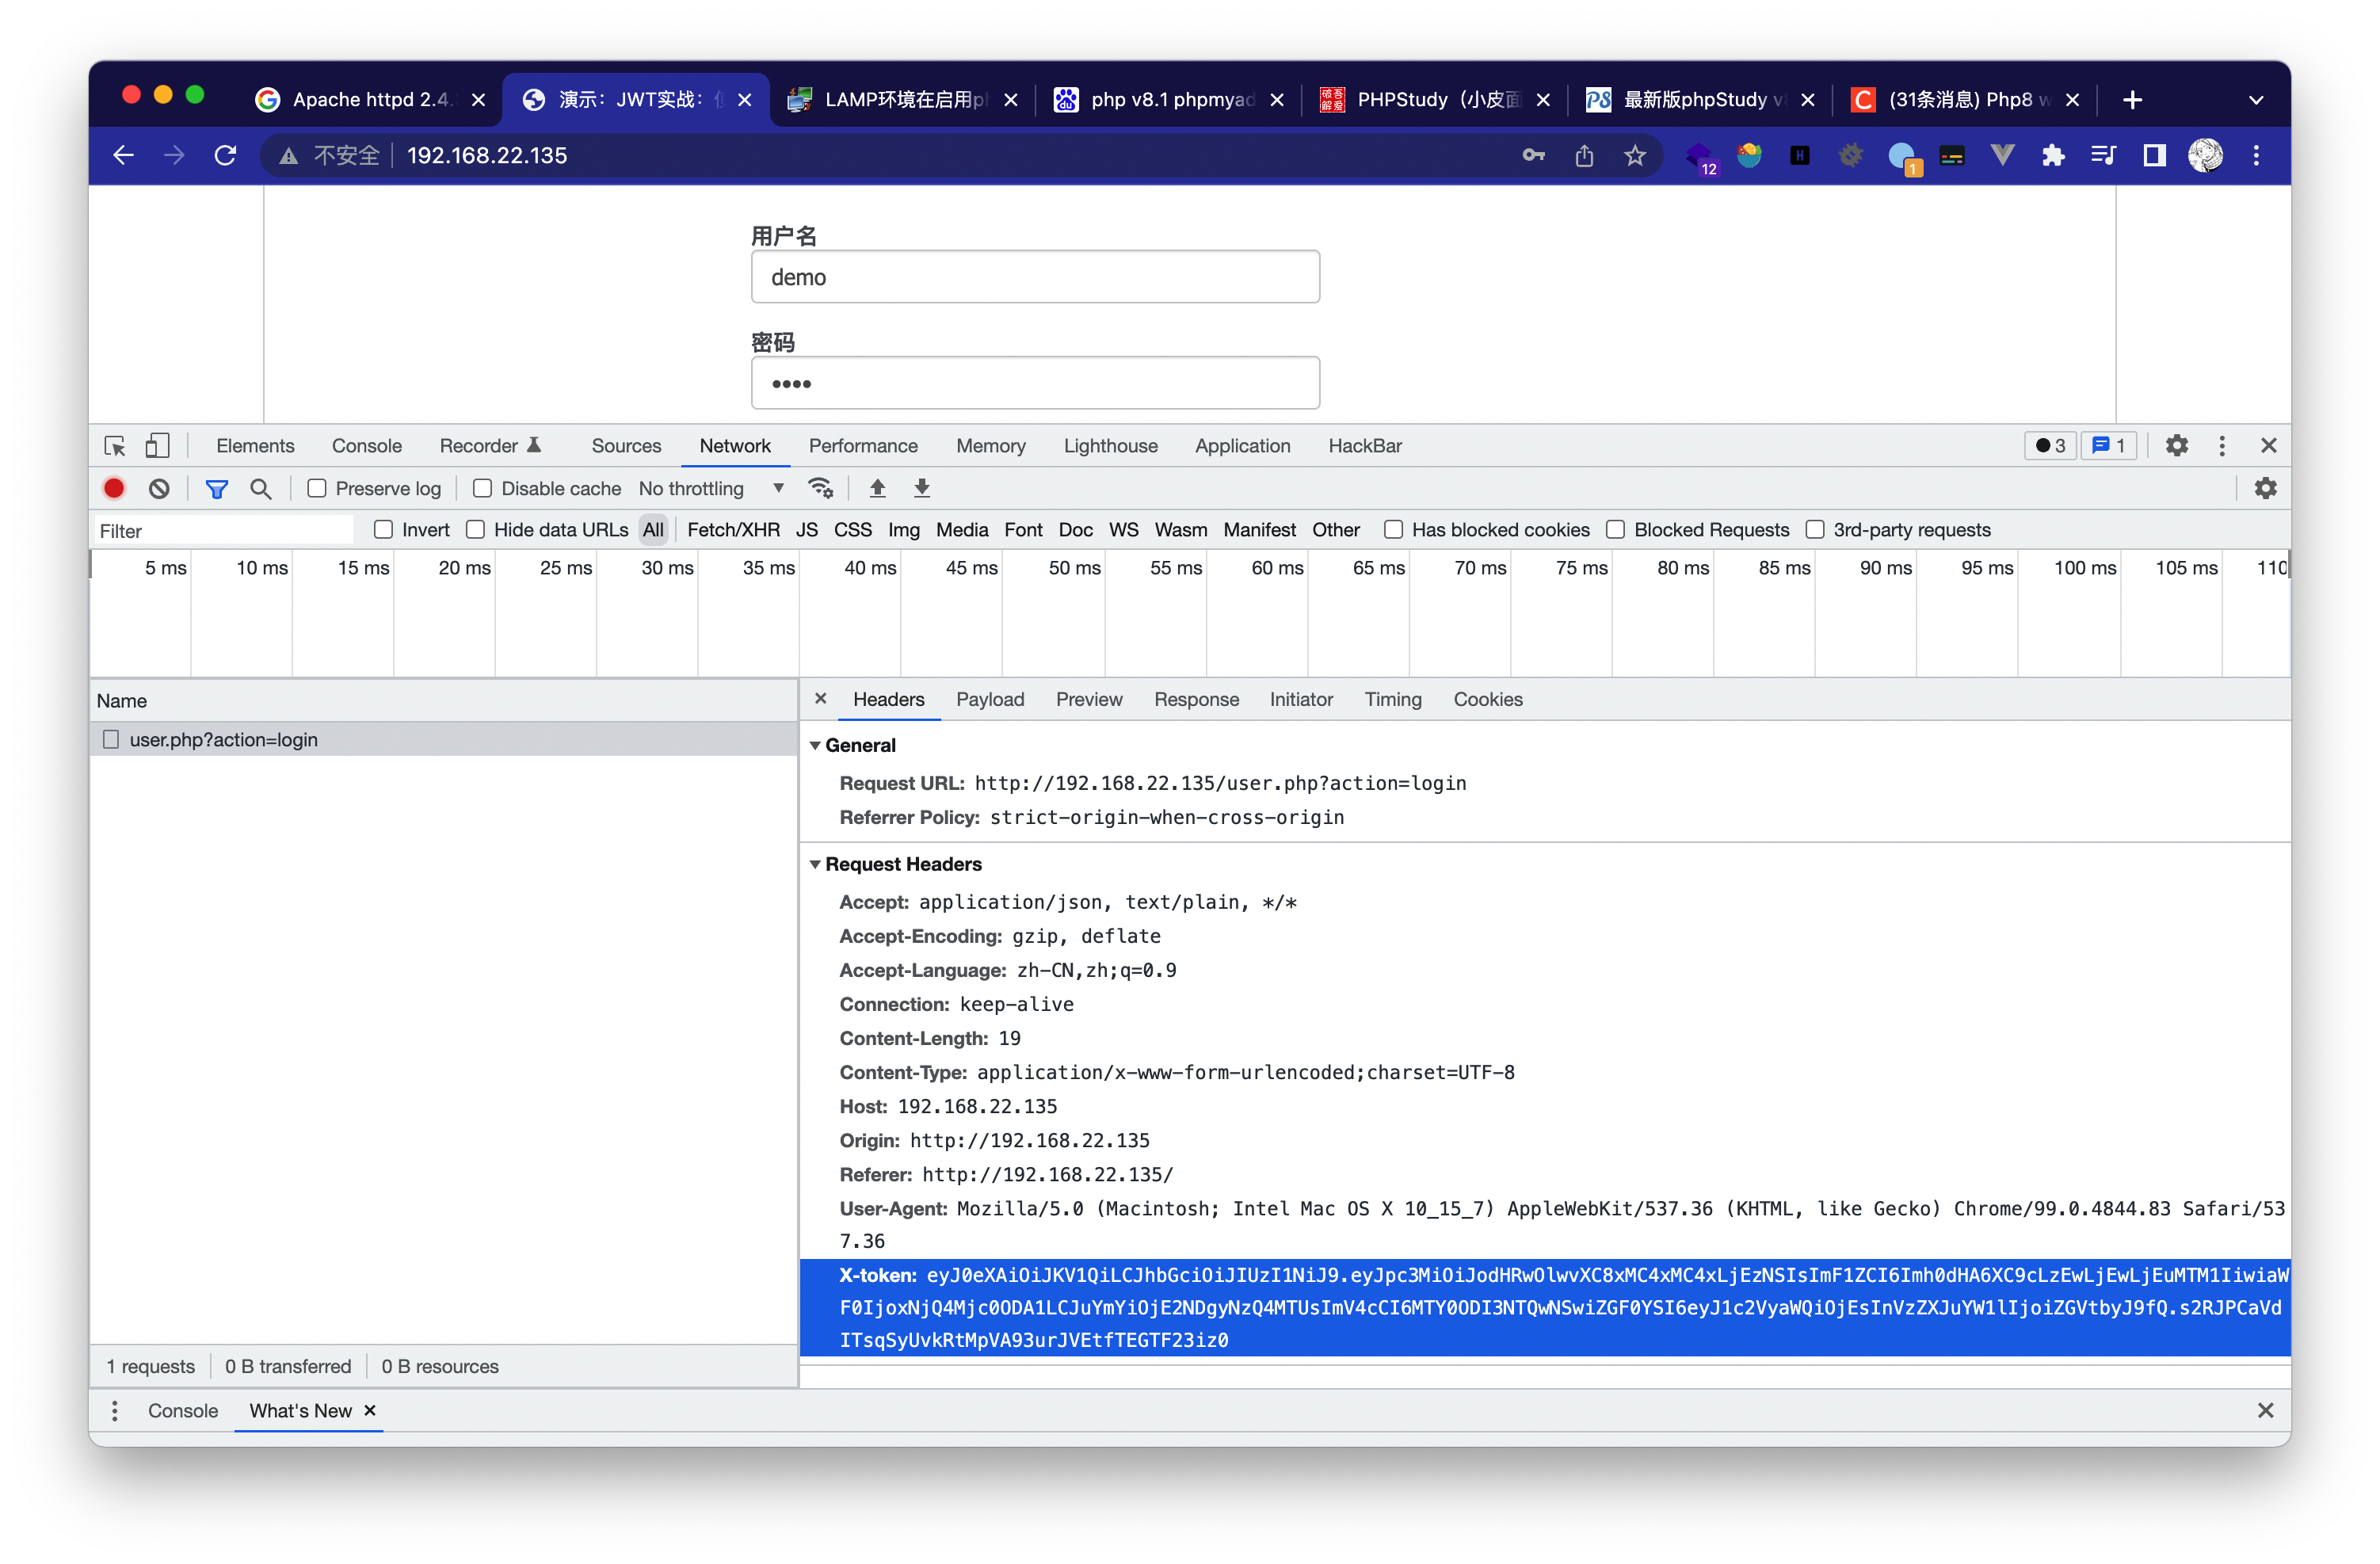 Apache httpd 2.4.
演示：JWT实战：
LAMP环境在启用ph
php v8.1 phpmyad
PHPStudy（小皮面
最新版phpStudy v
(31条消息) Php8 w
不安全
192.168.22.135
12
1
用户名
demo
密码
Elements Console Recorder Sources Network Performance Memory Lighthouse Application HackBar 3 1
Preserve log Disable cache No throttling
Filter Invert Hide data URLs All Fetch/XHR JS CSS Img Media Font Doc WS Wasm Manifest Other Has blocked cookies Blocked Requests 3rd-party requests
5 ms 10 ms 15 ms 20 ms 25 ms 30 ms 35 ms 40 ms 45 ms 50 ms 55 ms 60 ms 65 ms 70 ms 75 ms 80 ms 85 ms 90 ms 95 ms 100 ms 105 ms 110
Name
user.php?action=login
Headers Payload Preview Response Initiator Timing Cookies
General
Request URL: http://192.168.22.135/user.php?action=login
Referrer Policy: strict-origin-when-cross-origin
Request Headers
Accept: application/json, text/plain, */*
Accept-Encoding: gzip, deflate
Accept-Language: zh-CN,zh;q=0.9
Connection: keep-alive
Content-Length: 19
Content-Type: application/x-www-form-urlencoded;charset=UTF-8
Host: 192.168.22.135
Origin: http://192.168.22.135
Referer: http://192.168.22.135/
User-Agent: Mozilla/5.0 (Macintosh; Intel Mac OS X 10_15_7) AppleWebKit/537.36 (KHTML, like Gecko) Chrome/99.0.4844.83 Safari/53
7.36
X-token: eyJ0eXAiOiJKV1QiLCJhbGciOiJIUzI1NiJ9.eyJpc3MiOiJodHRwOlwvXC8xMC4xMC4xLjEzNSIsImF1ZCI6Imh0dHA6XC9cLzEwLjEwLjEuMTM1IiwiaW
F0IjoxNjQ4Mjc0ODA1LCJuYmYiOjE2NDgyNzQ4MTUsImV4cCI6MTY0ODI3NTQwNSwiZGF0YSI6eyJ1c2VyaWQiOjEsInVzZXJuYW1lIjoiZGVtbyJ9fQ.s2RJPCaVd
ITsqSyUvkRtMpVA93urJVEtfTEGTF23iz0
1 requests 0 B transferred 0 B resources
Console What's New